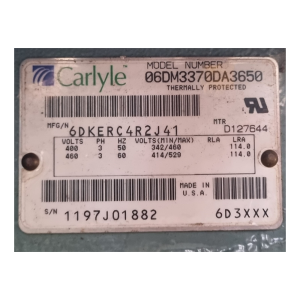 Carlyle
MODEL NUMBER
06DM3370DA3650
THERMALLY PROTECTED
MFG/N 6DKERC4R2J41 MTR D127644
VOLTS PH HZ VOLTS(MIN/MAX) RLA LRA
400 3 50 342/460 114.0
460 3 60 414/529 114.0
MADE IN U.S.A.
S/N 1197J01882 6D3XXX